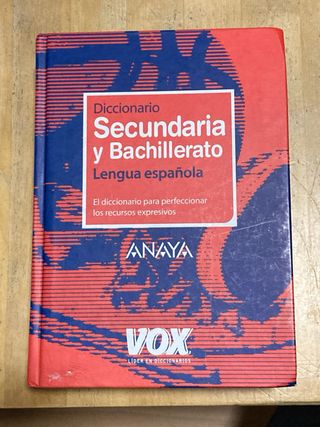 Diccionario
Secundaria
y Bachillerato
Lengua española
El diccionario para perfeccionar
los recursos expresivos
ANAYA
VOX
LÍDER EN DICCIONARIOS